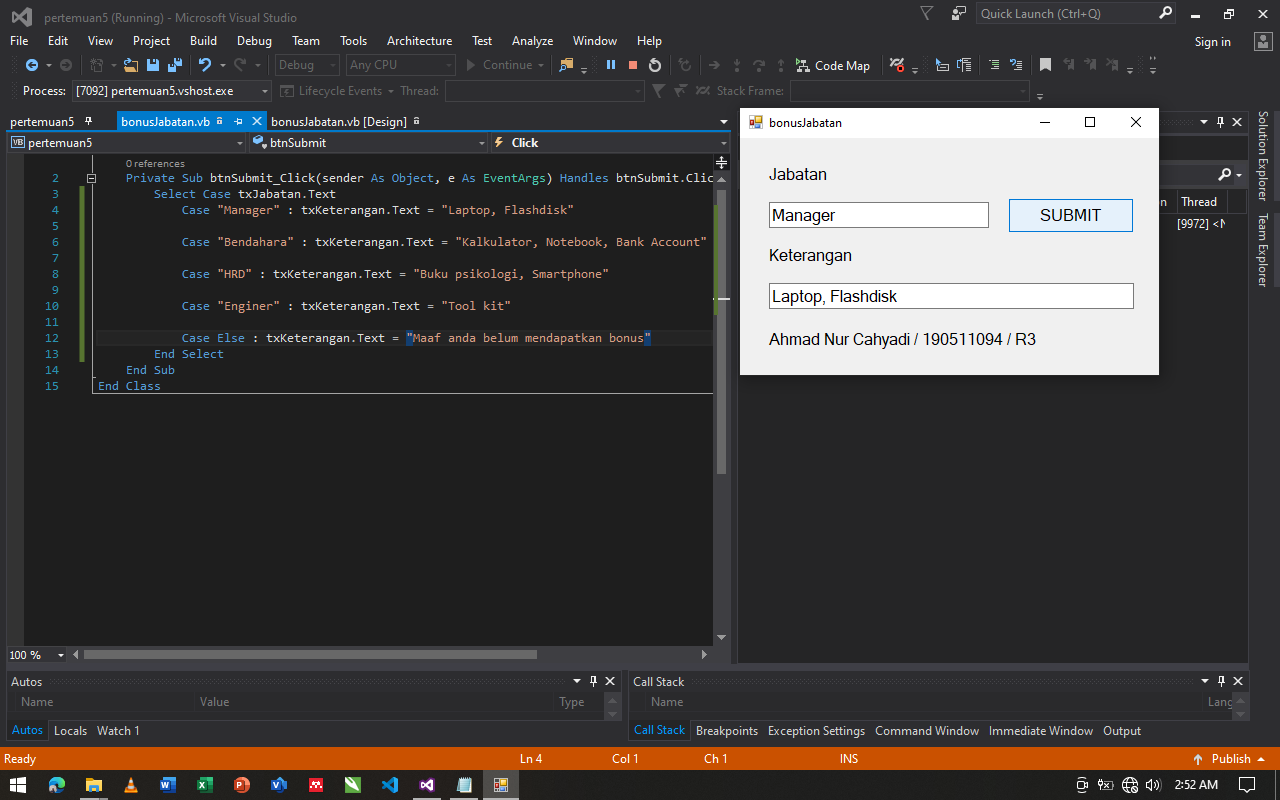 pertemuan5 (Running) - Microsoft Visual Studio
Quick Launch (Ctrl+Q)
File Edit View Project Build Debug Team Tools Architecture Test Analyze Window Help
Sign in
Debug Any CPU Continue Code Map
Process: [7092] pertemuan5.vshost.exe Lifecycle Events Thread: Stack Frame:
pertemuan5 bonusJabatan.vb bonusJabatan.vb [Design]
VB pertemuan5 btnSubmit Click
0 references
2 Private Sub btnSubmit_Click(sender As Object, e As EventArgs) Handles btnSubmit.Clic
3 Select Case txJabatan.Text
4 Case "Manager" : txKeterangan.Text = "Laptop, Flashdisk"
5
6 Case "Bendahara" : txKeterangan.Text = "Kalkulator, Notebook, Bank Account"
7
8 Case "HRD" : txKeterangan.Text = "Buku psikologi, Smartphone"
9
10 Case "Enginer" : txKeterangan.Text = "Tool kit"
11
12 Case Else : txKeterangan.Text = "Maaf anda belum mendapatkan bonus"
13 End Select
14 End Sub
15 End Class
100 %
bonusJabatan
Jabatan
Manager SUBMIT
Keterangan
Laptop, Flashdisk
Ahmad Nur Cahyadi / 190511094 / R3
Thread
[9972] <N
Solution Explorer
Team Explorer
Autos
Name Value Type
Autos Locals Watch 1
Call Stack
Name Lang
Call Stack Breakpoints Exception Settings Command Window Immediate Window Output
Ready Ln 4 Col 1 Ch 1 INS Publish
2:52 AM